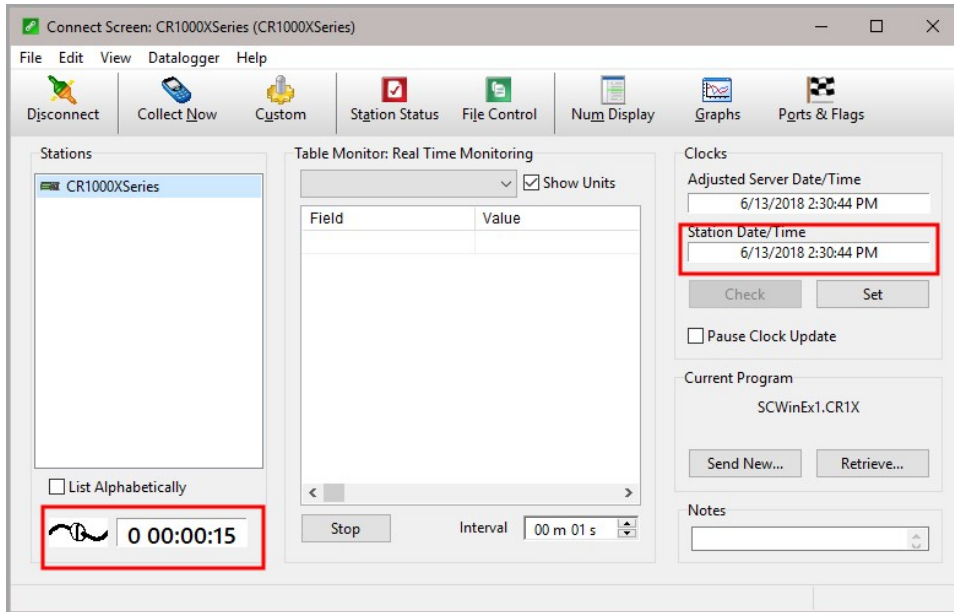 Connect Screen: CR1000XSeries (CR1000XSeries)
File Edit View Datalogger Help
Disconnect Collect Now Custom Station Status File Control Num Display Graphs Ports & Flags
Stations
CR1000XSeries
List Alphabetically
0 00:00:15
Table Monitor: Real Time Monitoring
Show Units
Field Value
Stop Interval 00 m 01 s
Clocks
Adjusted Server Date/Time
6/13/2018 2:30:44 PM
Station Date/Time
6/13/2018 2:30:44 PM
Check Set
Pause Clock Update
Current Program
SCWinEx1.CR1X
Send New... Retrieve...
Notes